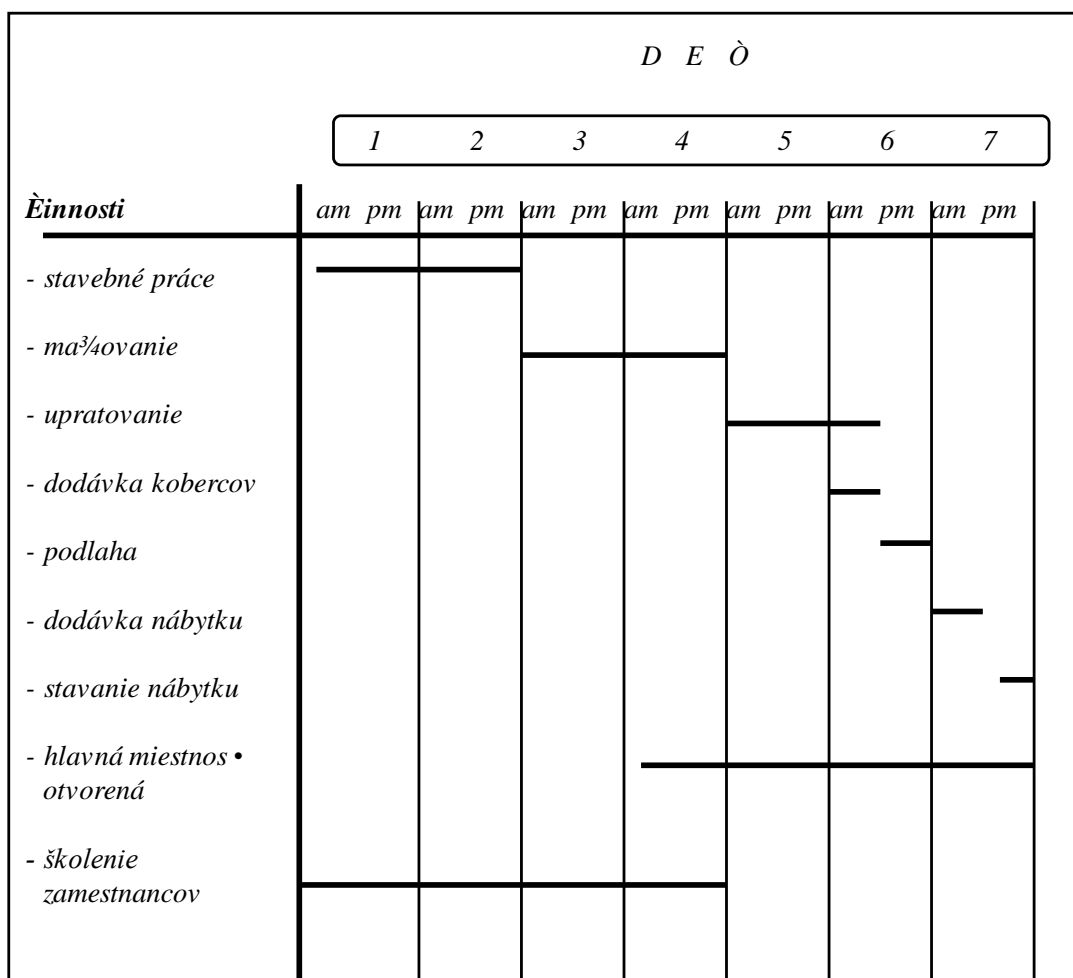 D E Ò
1 2 3 4 5 6 7
Èinnosti am pm am pm am pm am pm am pm am pm am pm
- stavebné práce
- ma¾ovanie
- upratovanie
- dodávka kobercov
- podlaha
- dodávka nábytku
- stavanie nábytku
- hlavná miestnos •
otvorená
- školenie
zamestnancov